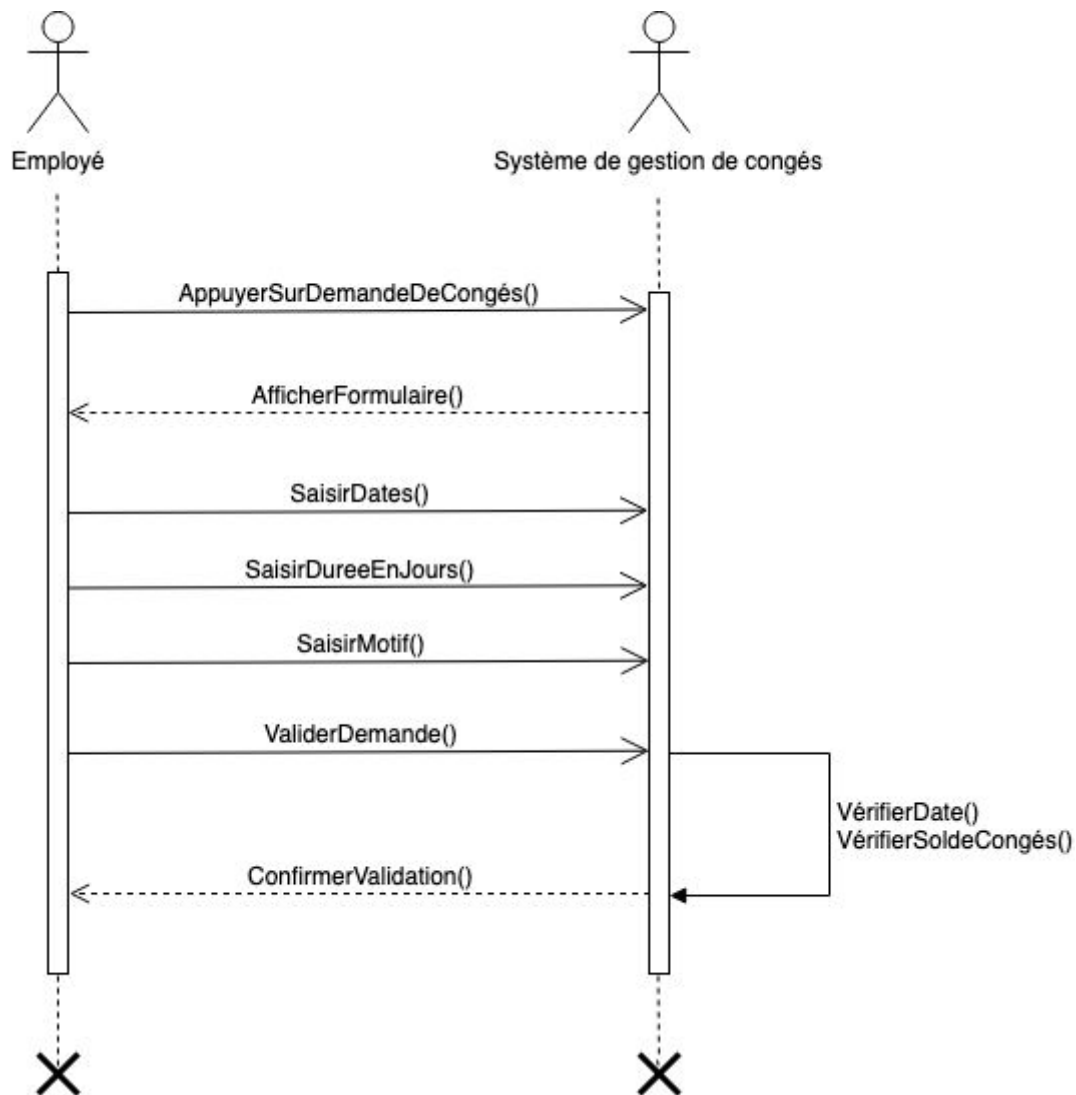 Employé
Système de gestion de congés
AppuyerSurDemandeDeCongés()
AfficherFormulaire()
SaisirDates()
SaisirDureeEnJours()
SaisirMotif()
ValiderDemande()
VérifierDate()
VérifierSoldeCongés()
ConfirmerValidation()